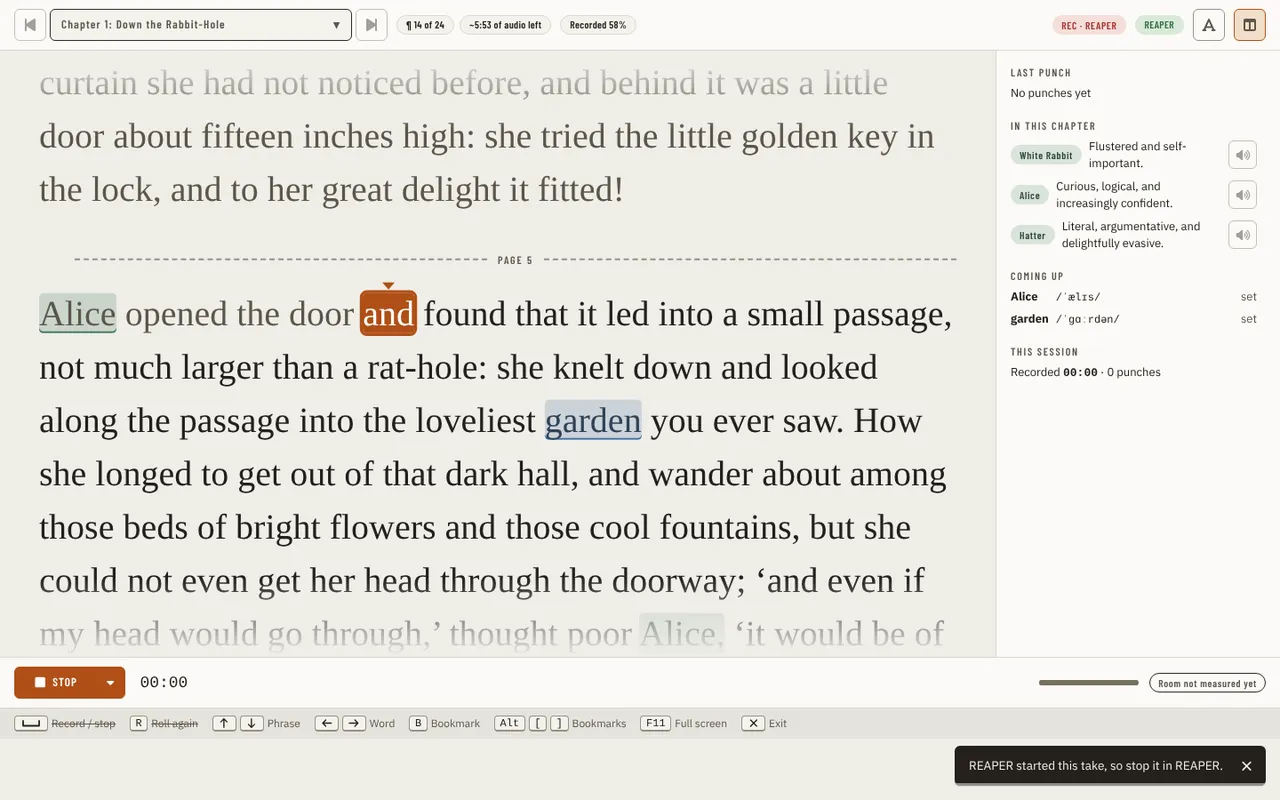 Chapter 1: Down the Rabbit-Hole
¶ 14 of 24
~5:53 of audio left
Recorded 58%
REC · REAPER
REAPER
A
curtain she had not noticed before, and behind it was a little
door about fifteen inches high: she tried the little golden key in
the lock, and to her great delight it fitted!
PAGE 5
Alice opened the door and found that it led into a small passage,
not much larger than a rat-hole: she knelt down and looked
along the passage into the loveliest garden you ever saw. How
she longed to get out of that dark hall, and wander about among
those beds of bright flowers and those cool fountains, but she
could not even get her head through the doorway; ‘and even if
my head would go through,’ thought poor Alice, ‘it would be of
LAST PUNCH
No punches yet
IN THIS CHAPTER
White Rabbit
Flustered and self-
important.
Alice
Curious, logical, and
increasingly confident.
Hatter
Literal, argumentative, and
delightfully evasive.
COMING UP
Alice /ˈælɪs/ set
garden /ˈɡɑːrdən/ set
THIS SESSION
Recorded 00:00 · 0 punches
STOP
00:00
Room not measured yet
Record / stop
R Roll again
↑ ↓ Phrase
← → Word
B Bookmark
Alt [ ] Bookmarks
F11 Full screen
✕ Exit
REAPER started this take, so stop it in REAPER.